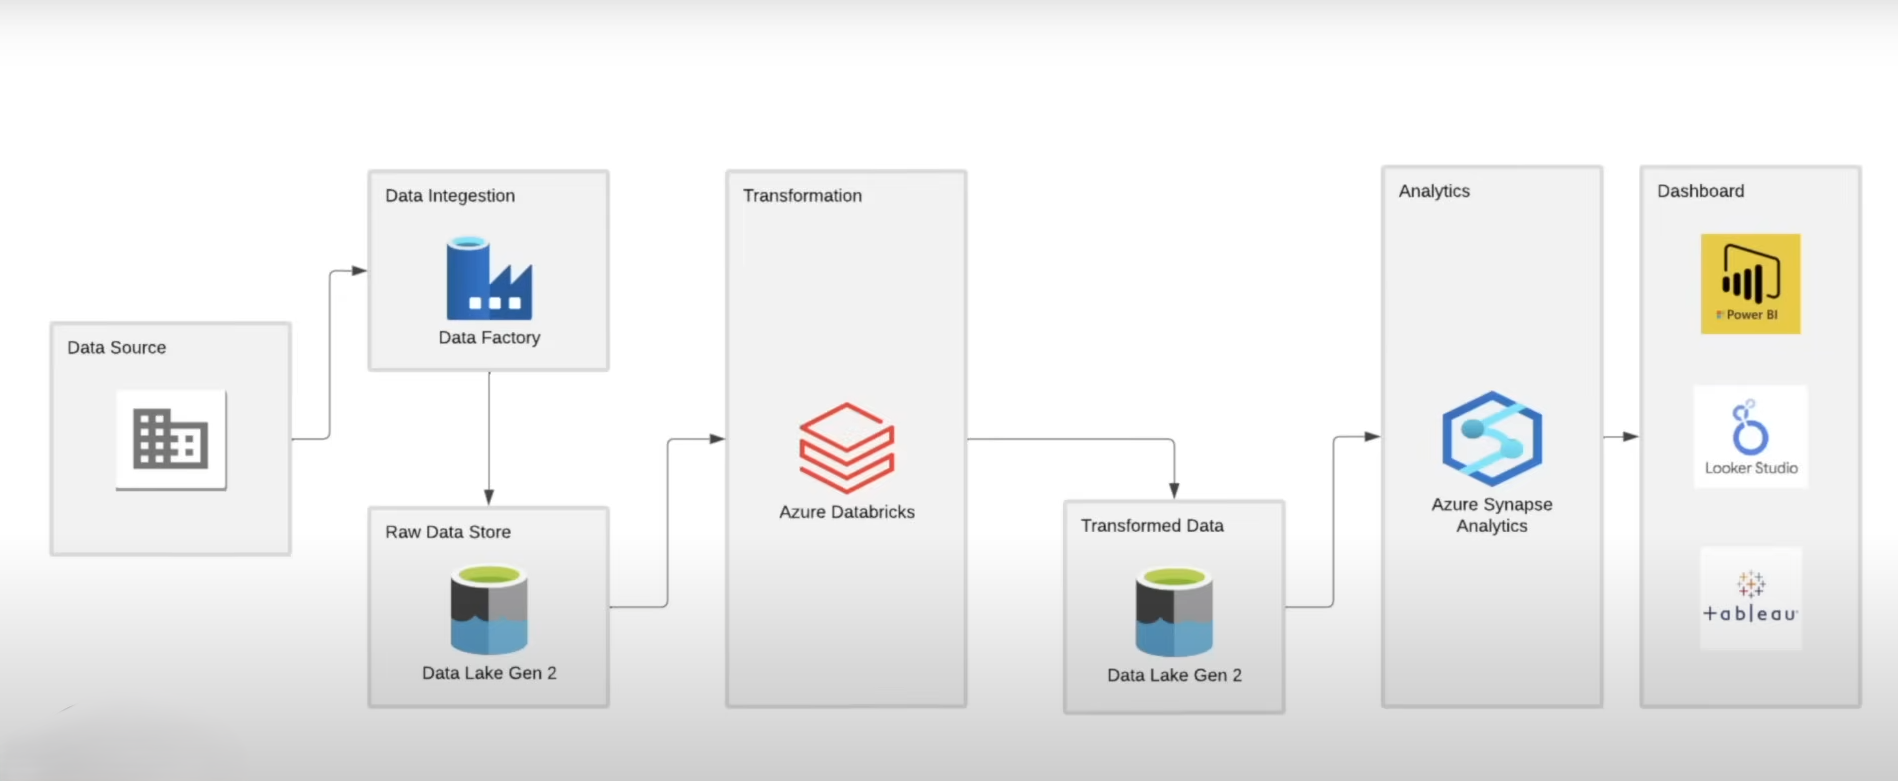 Data Source
Data Integestion
Data Factory
Raw Data Store
Data Lake Gen 2
Transformation
Azure Databricks
Transformed Data
Data Lake Gen 2
Analytics
Azure Synapse
Analytics
Dashboard
Power BI
Looker Studio
+ableau